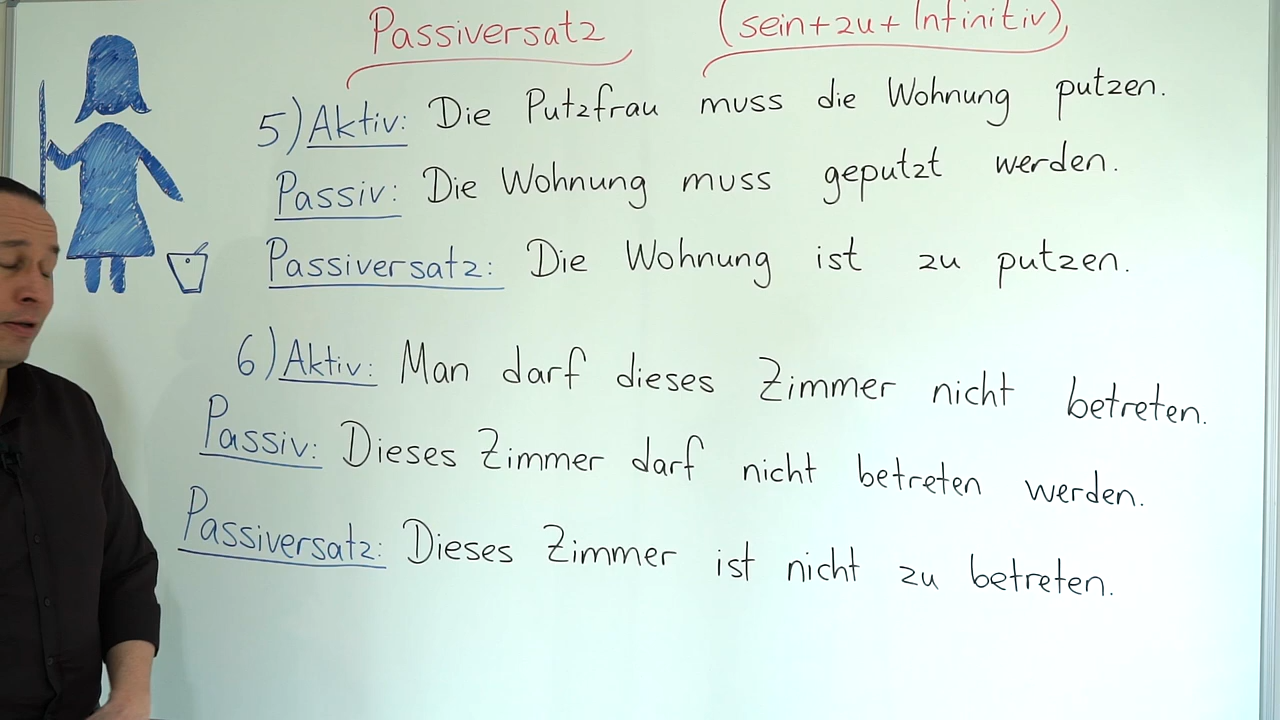 Passiversatz (sein+zu+Infinitiv)
5) Aktiv: Die Putzfrau muss die Wohnung putzen.
Passiv: Die Wohnung muss geputzt werden.
Passiversatz: Die Wohnung ist zu putzen.
6) Aktiv: Man darf dieses Zimmer nicht betreten.
Passiv: Dieses Zimmer darf nicht betreten werden.
Passiversatz: Dieses Zimmer ist nicht zu betreten.